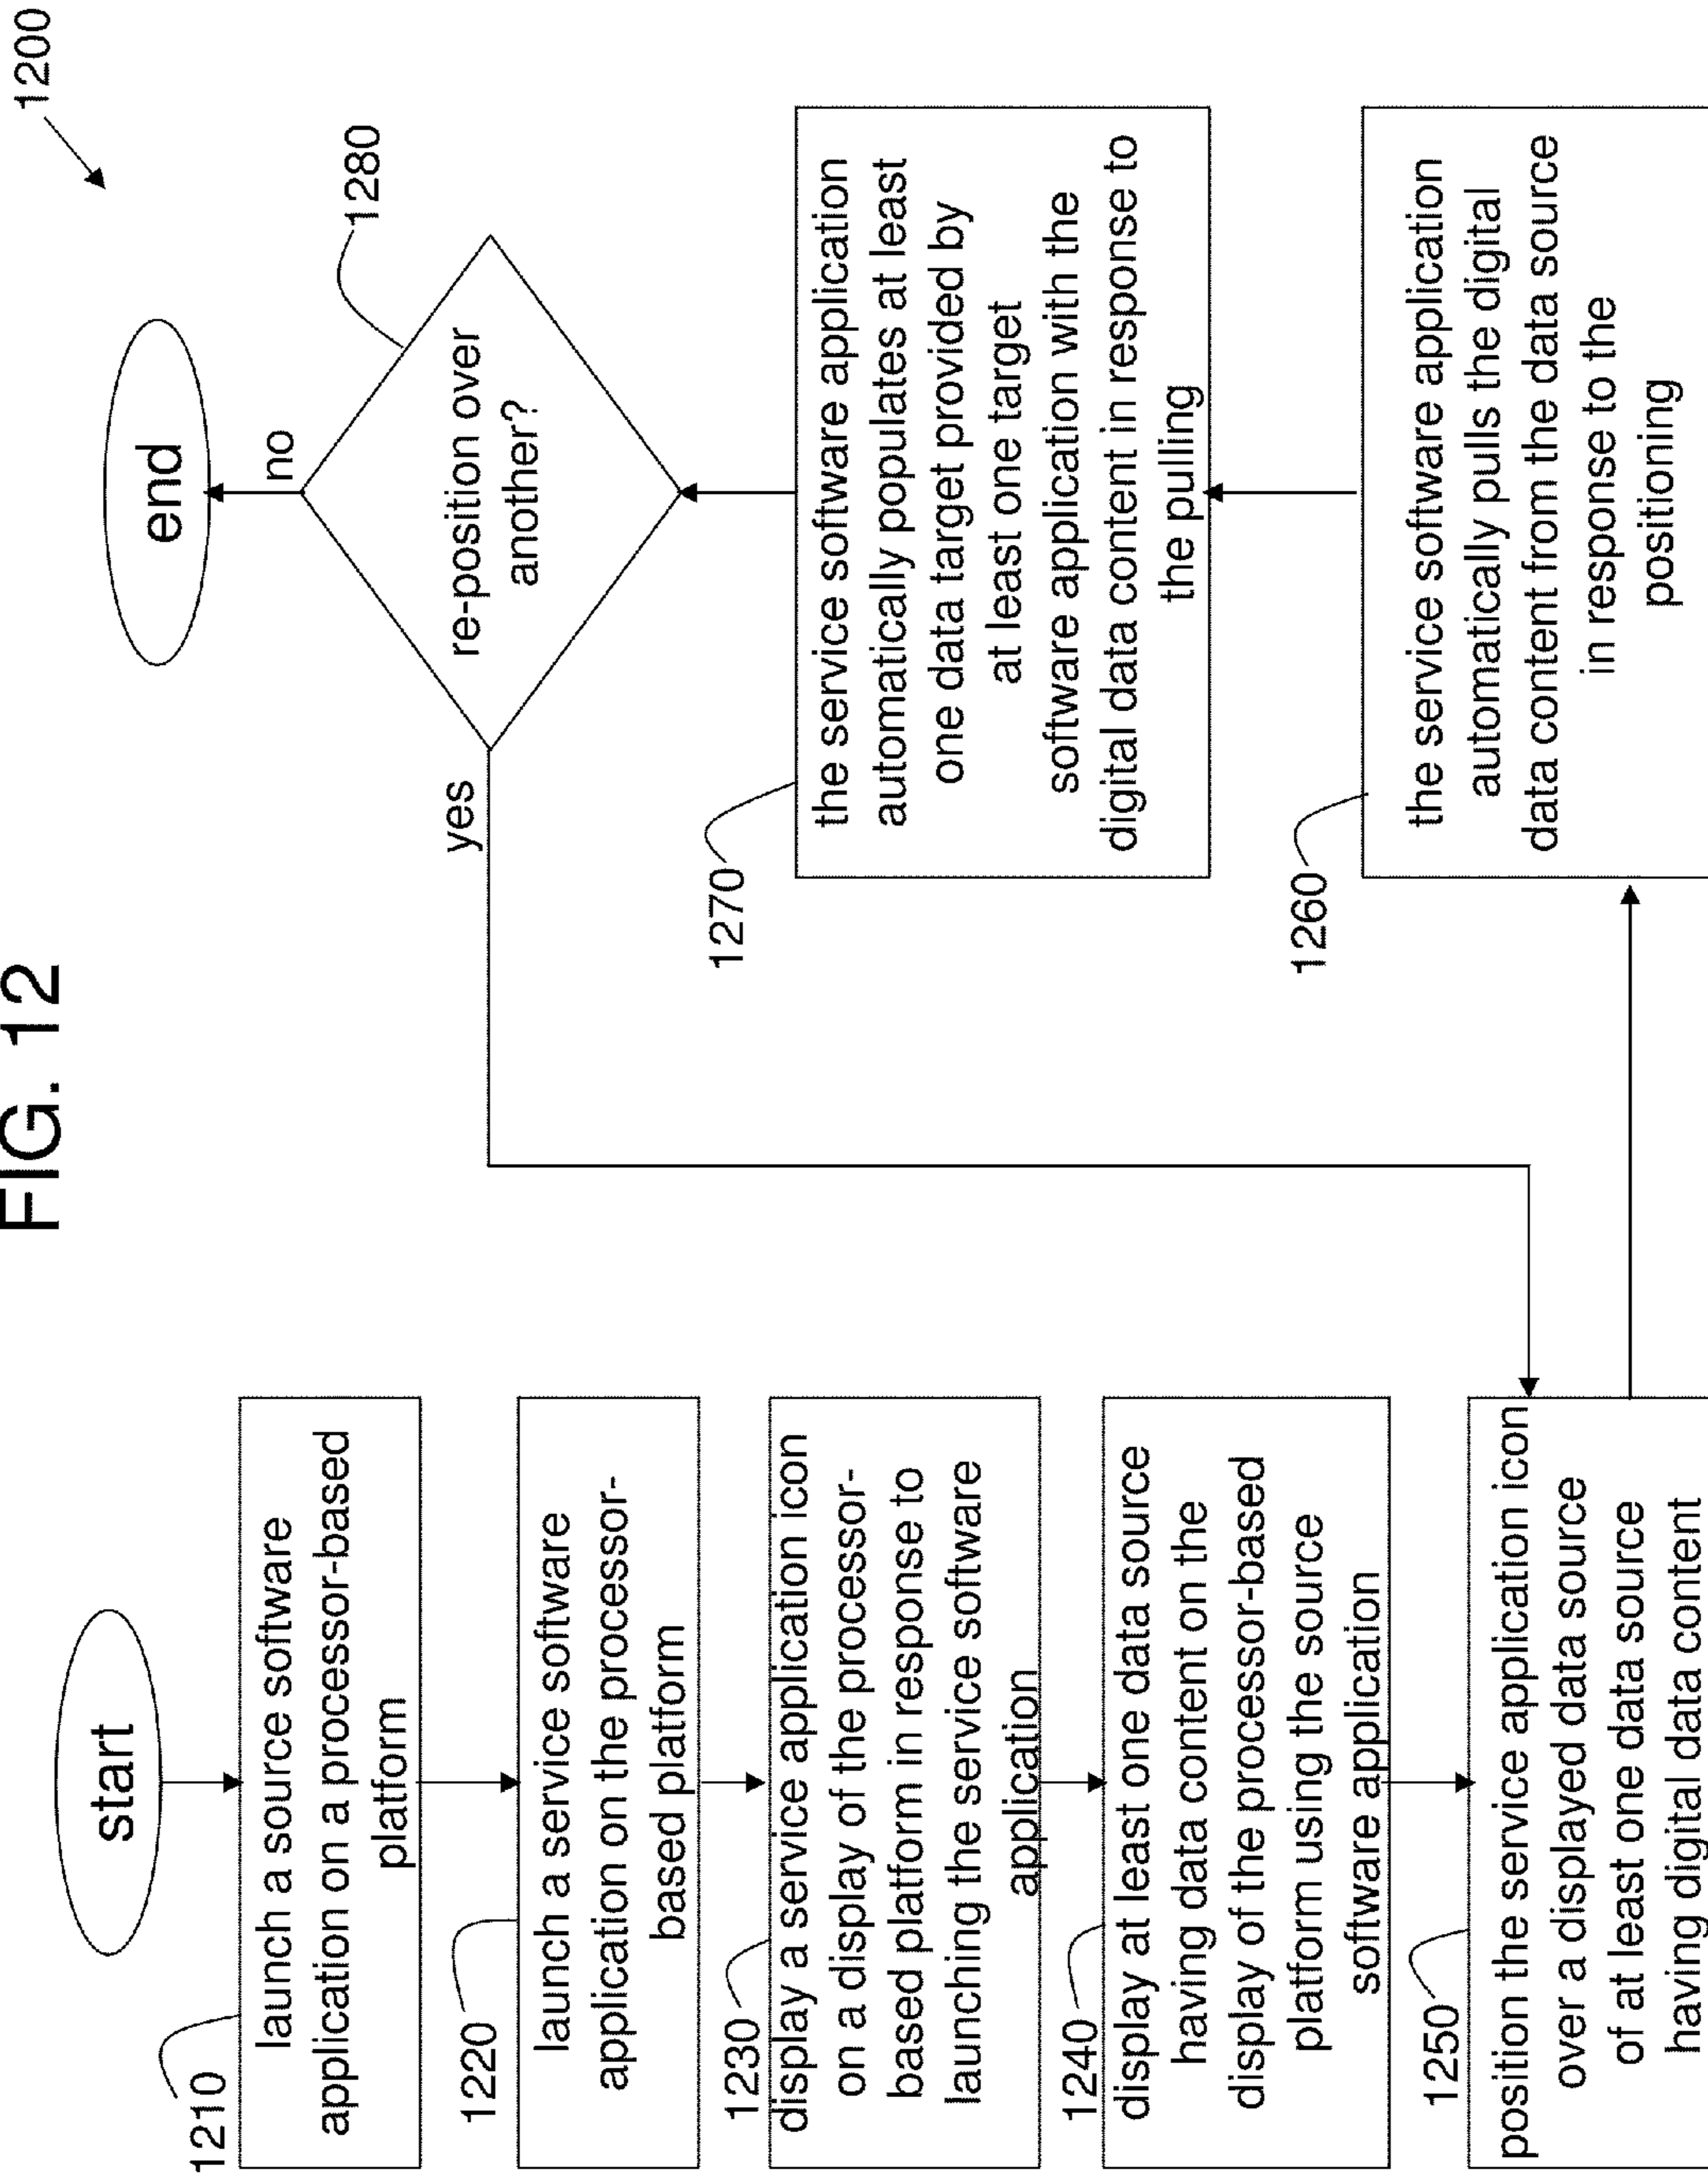 FIG. 12
1200
start
1210
launch a source software
application on a processor-based
platform
1220
launch a service software
application on the processor-
based platform
1230
display a service application icon
on a display of the processor-
based platform in response to
launching the service software
application
1240
display at least one data source
having data content on the
display of the processor-based
platform using the source
software application
1250
position the service application icon
over a displayed data source
of at least one data source
having digital data content
1260
the service software application
automatically pulls the digital
data content from the data source
in response to the
positioning
1270
the service software application
automatically populates at least
one data target provided by
at least one target
software application with the
digital data content in response to
the pulling
1280
re-position over
another?
yes
no
end